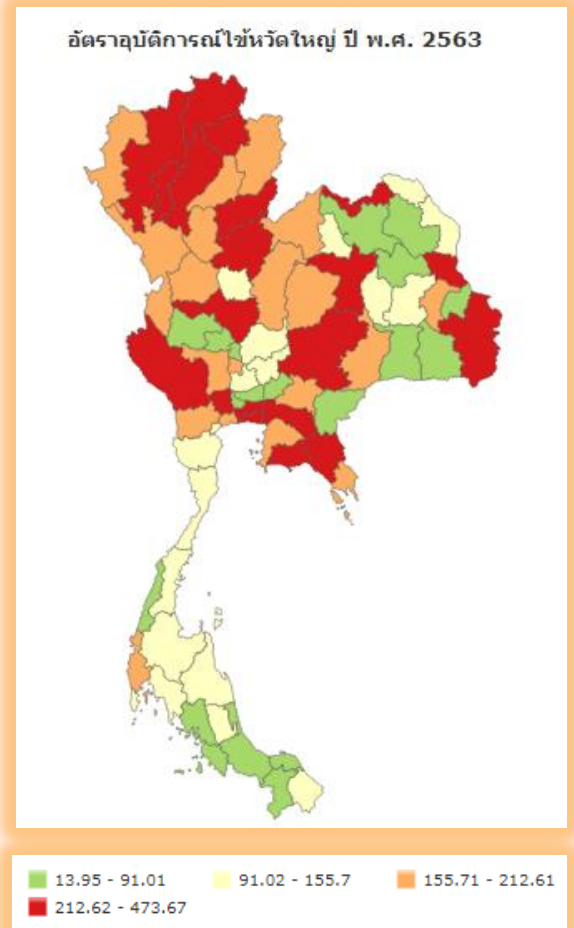 อัตราอุบัติการณ์ไข้หวัดใหญ่ ปี พ.ศ. 2563
13.95 - 91.01 91.02 - 155.7 155.71 - 212.61
212.62 - 473.67